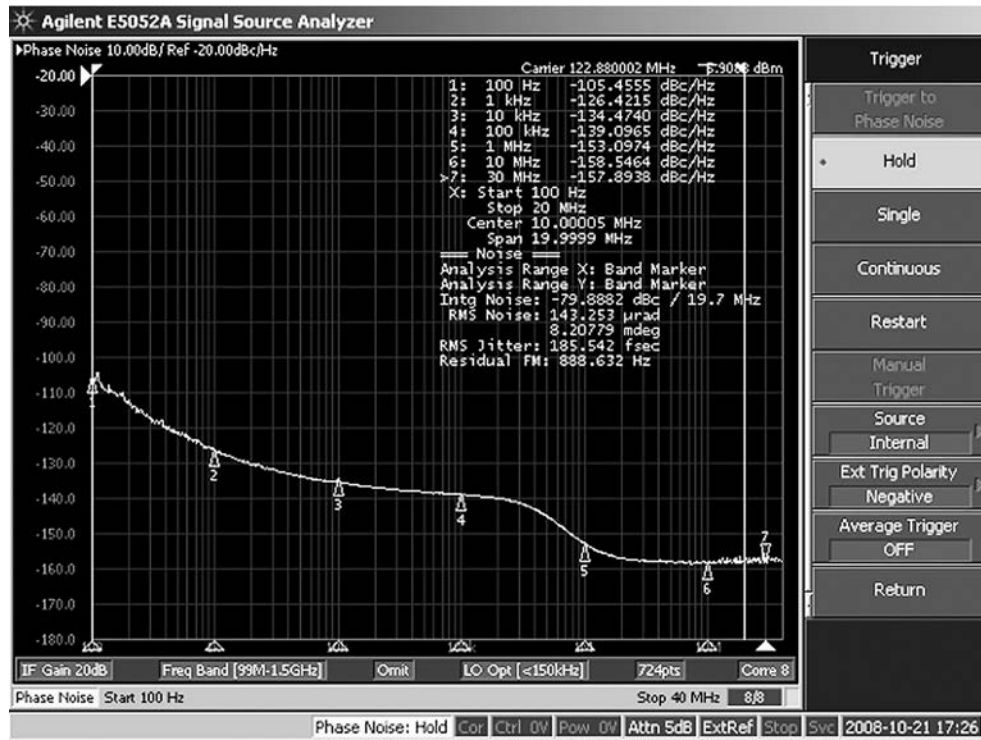 Agilent E5052A Signal Source Analyzer
Phase Noise 10.00dB/ Ref -20.00dBc/Hz
Carrier 122.880002 MHz dBm
1: 100 Hz -105.4555 dBc/Hz
2: 1 kHz -126.4215 dBc/Hz
3: 10 kHz -134.4740 dBc/Hz
4: 100 kHz -139.0965 dBc/Hz
5: 1 MHz -153.0974 dBc/Hz
6: 10 MHz -158.5464 dBc/Hz
>7: 30 MHz -157.8938 dBc/Hz
X: Start 100 Hz
Stop 20 MHz
Center 10.00005 MHz
Span 19.9999 MHz
=== Noise ===
Analysis Range X: Band Marker
Analysis Range Y: Band Marker
Intg Noise: -79.8882 dBc / 19.7 MHz
RMS Noise: 143.253 µrad
8.20779 mdeg
RMS Jitter: 185.542 fsec
Residual FM: 888.632 Hz
-20.00
-30.00
-40.00
-50.00
-60.00
-70.00
-80.00
-90.00
-100.0
-110.0
-120.0
-130.0
-140.0
-150.0
-160.0
-170.0
-180.0
1
2
3
4
5
6
7
IF Gain 20dB
Freq Band [99M-1.5GHz]
Omit
LO Opt [<150kHz]
724pts
Corre 8
Phase Noise Start 100 Hz
Stop 40 MHz
8/8
Phase Noise: Hold
Cor
Ctrl 0V
Pow 0V
Attn 5dB
ExtRef
Stop
Svc
2008-10-21 17:26
Trigger
Trigger to
Phase Noise
Hold
Single
Continuous
Restart
Manual
Trigger
Source
Internal
Ext Trig Polarity
Negative
Average Trigger
OFF
Return